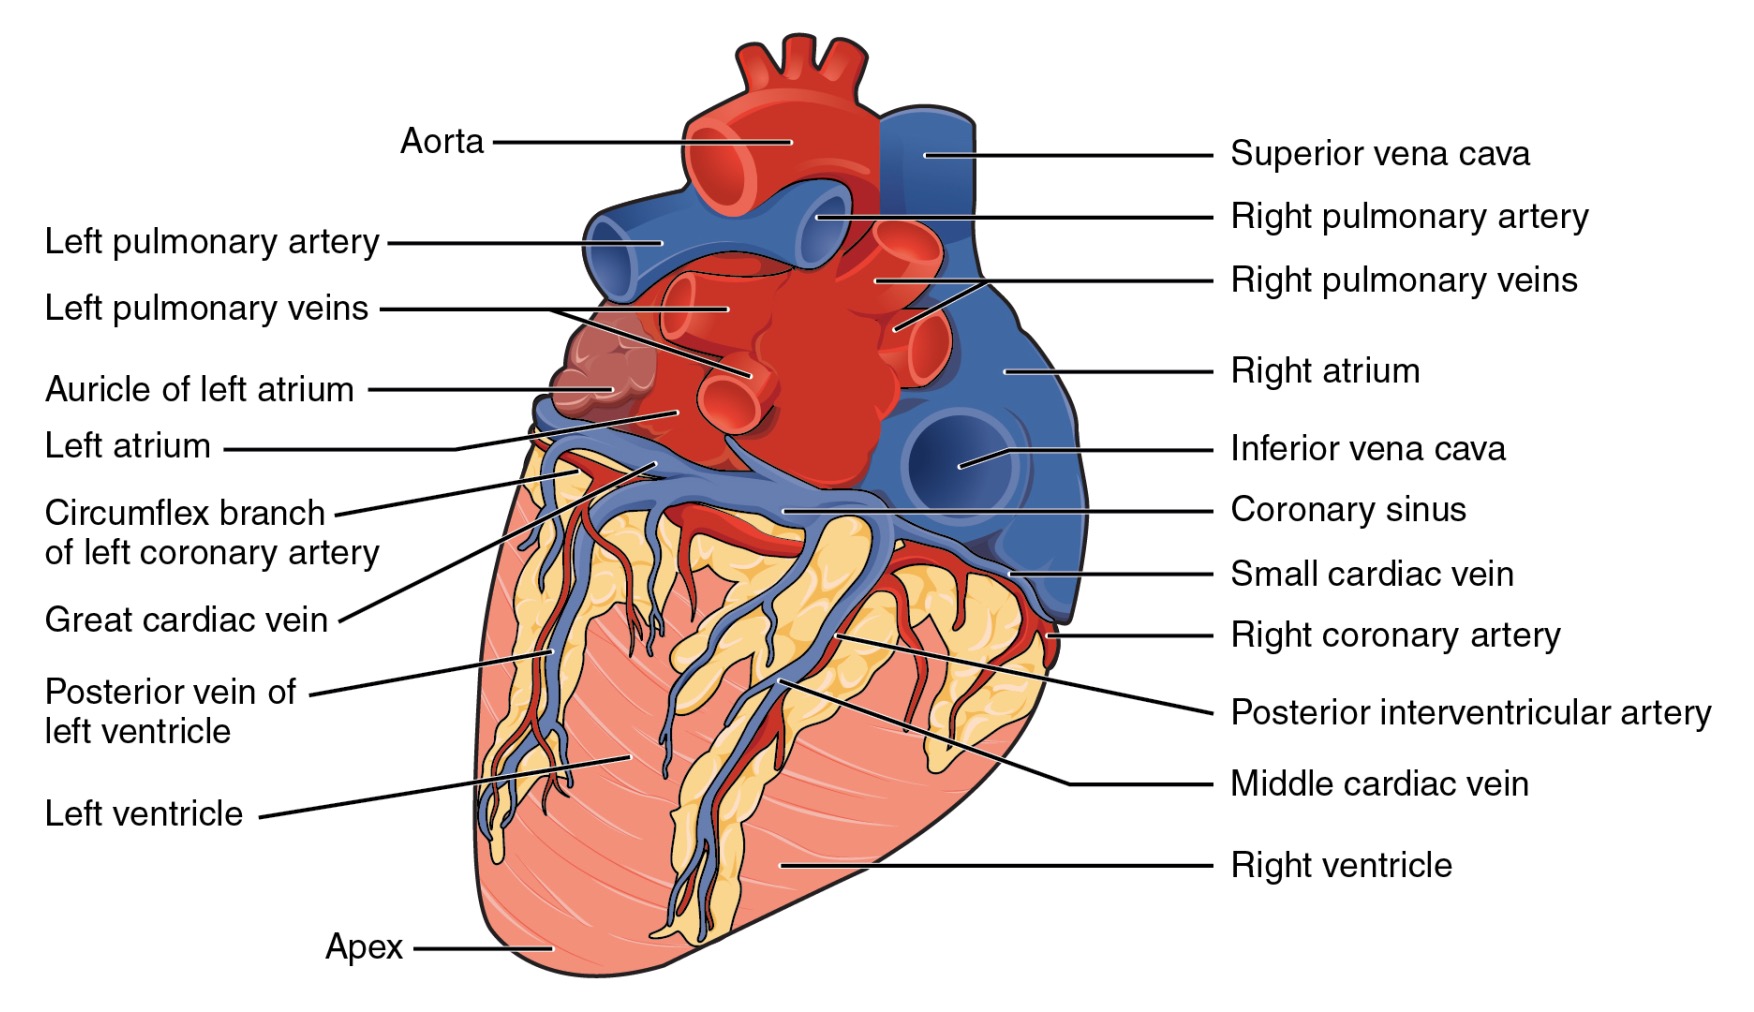 Aorta
Left pulmonary artery
Left pulmonary veins
Auricle of left atrium
Left atrium
Circumflex branch
of left coronary artery
Great cardiac vein
Posterior vein of
left ventricle
Left ventricle
Apex
Superior vena cava
Right pulmonary artery
Right pulmonary veins
Right atrium
Inferior vena cava
Coronary sinus
Small cardiac vein
Right coronary artery
Posterior interventricular artery
Middle cardiac vein
Right ventricle